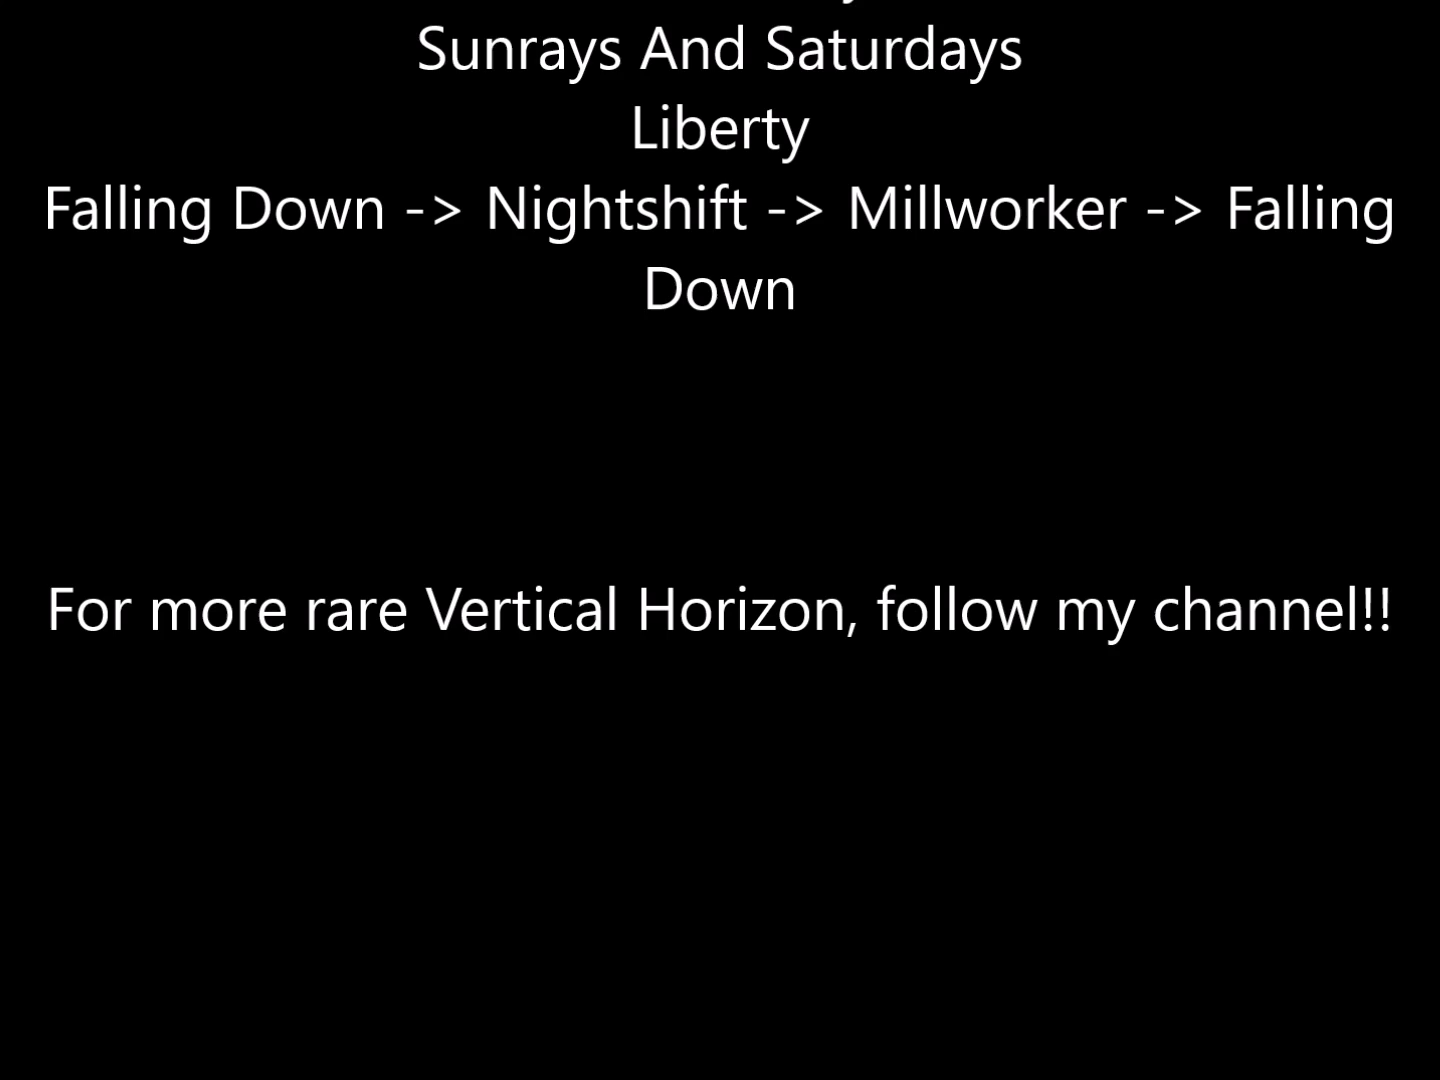 Sunrays And Saturdays
Liberty
Falling Down -> Nightshift -> Millworker -> Falling
Down
For more rare Vertical Horizon, follow my channel!!